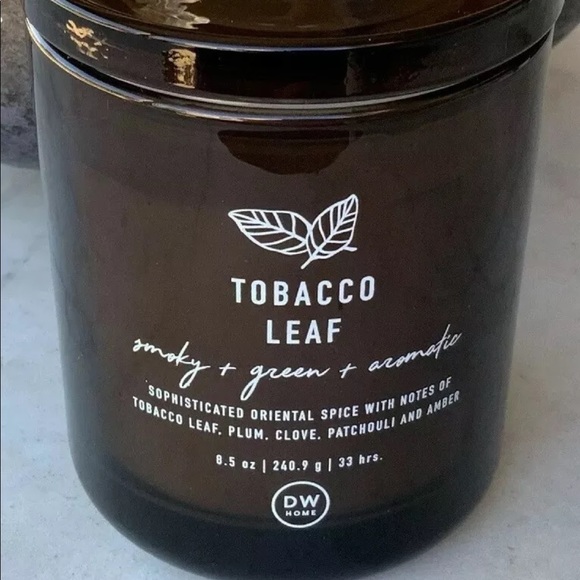 TOBACCO
LEAF
smoky + green + aromatic
SOPHISTICATED ORIENTAL SPICE WITH NOTES OF
TOBACCO LEAF, PLUM, CLOVE, PATCHOULI AND AMBER
8.5 oz | 240.9 g | 33 hrs.
DW
HOME